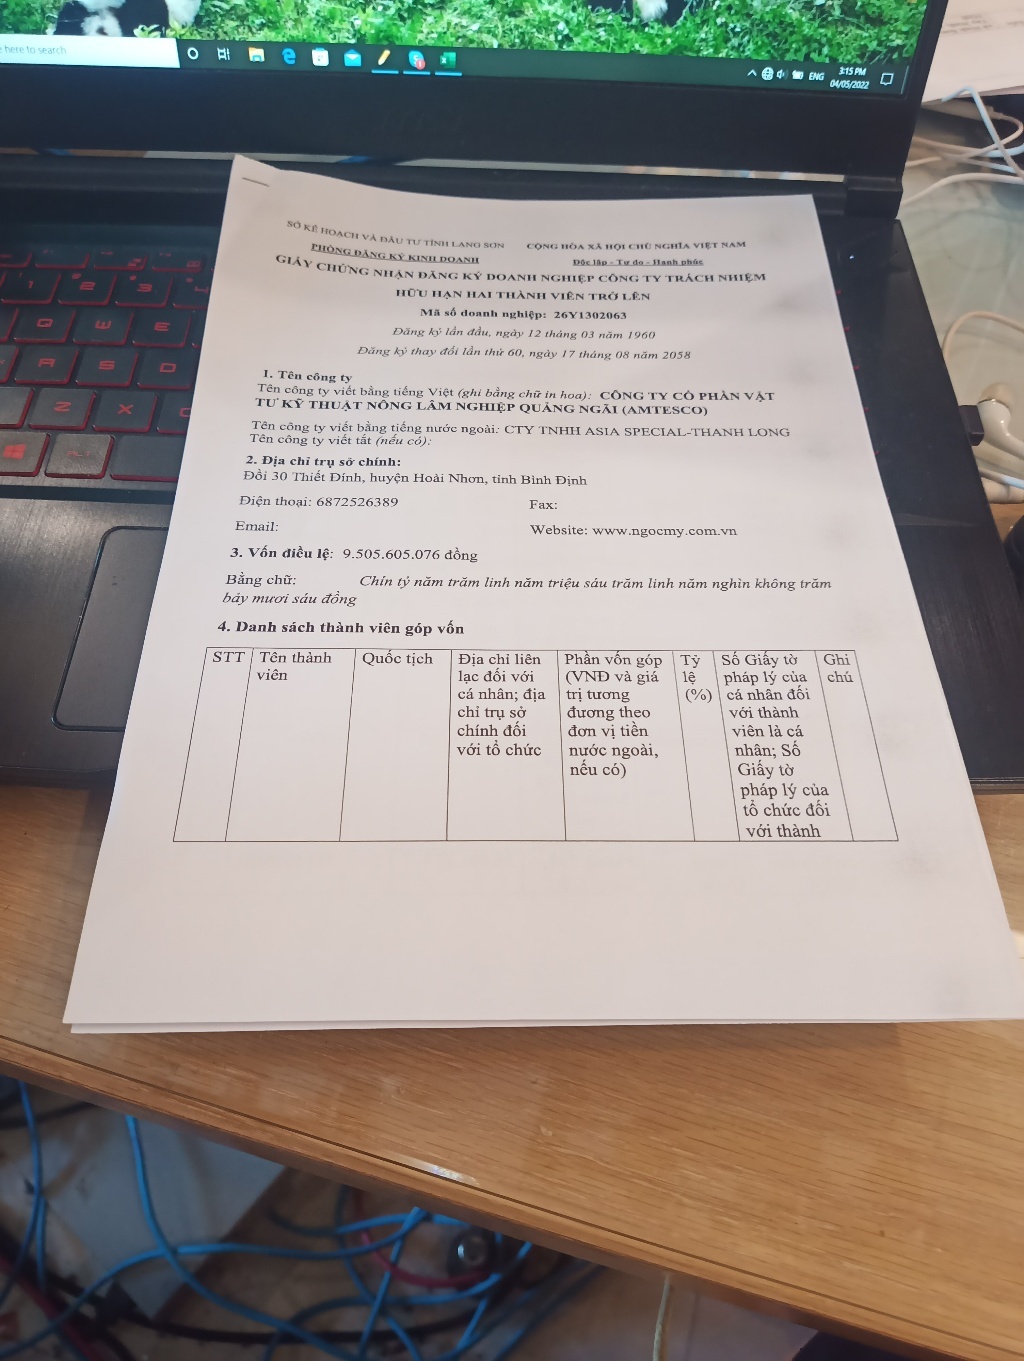 here to search
ENG
3:15 PM
04/05/2022
SỞ KẾ HOẠCH VÀ ĐẦU TƯ TỈNH LẠNG SƠN
PHÒNG ĐĂNG KÝ KINH DOANH
CỘNG HÒA XÃ HỘI CHỦ NGHĨA VIỆT NAM
Độc lập - Tự do - Hạnh phúc
GIẤY CHỨNG NHẬN ĐĂNG KÝ DOANH NGHIỆP CÔNG TY TRÁCH NHIỆM
HỮU HẠN HAI THÀNH VIÊN TRỞ LÊN
Mã số doanh nghiệp: 26Y1302063
Đăng ký lần đầu, ngày 12 tháng 03 năm 1960
Đăng ký thay đổi lần thứ 60, ngày 17 tháng 08 năm 2058
1. Tên công ty
Tên công ty viết bằng tiếng Việt (ghi bằng chữ in hoa): CÔNG TY CỔ PHẦN VẬT
TƯ KỸ THUẬT NÔNG LÂM NGHIỆP QUẢNG NGÃI (AMTESCO)
Tên công ty viết bằng tiếng nước ngoài: CTY TNHH ASIA SPECIAL-THANH LONG
Tên công ty viết tắt (nếu có):
2. Địa chỉ trụ sở chính:
Đồi 30 Thiết Đính, huyện Hoài Nhơn, tỉnh Bình Định
Điện thoại: 6872526389
Fax:
Email:
Website: www.ngocmy.com.vn
3. Vốn điều lệ: 9.505.605.076 đồng
Bằng chữ: Chín tỷ năm trăm linh năm triệu sáu trăm linh năm nghìn không trăm
bảy mươi sáu đồng
4. Danh sách thành viên góp vốn
STT
Tên thành
viên
Quốc tịch
Địa chỉ liên
lạc đối với
cá nhân; địa
chỉ trụ sở
chính đối
với tổ chức
Phần vốn góp
(VNĐ và giá
trị tương
đương theo
đơn vị tiền
nước ngoài,
nếu có)
Tỷ
lệ
(%)
Số Giấy tờ
pháp lý của
cá nhân đối
với thành
viên là cá
nhân; Số
Giấy tờ
pháp lý của
tổ chức đối
với thành
Ghi
chú